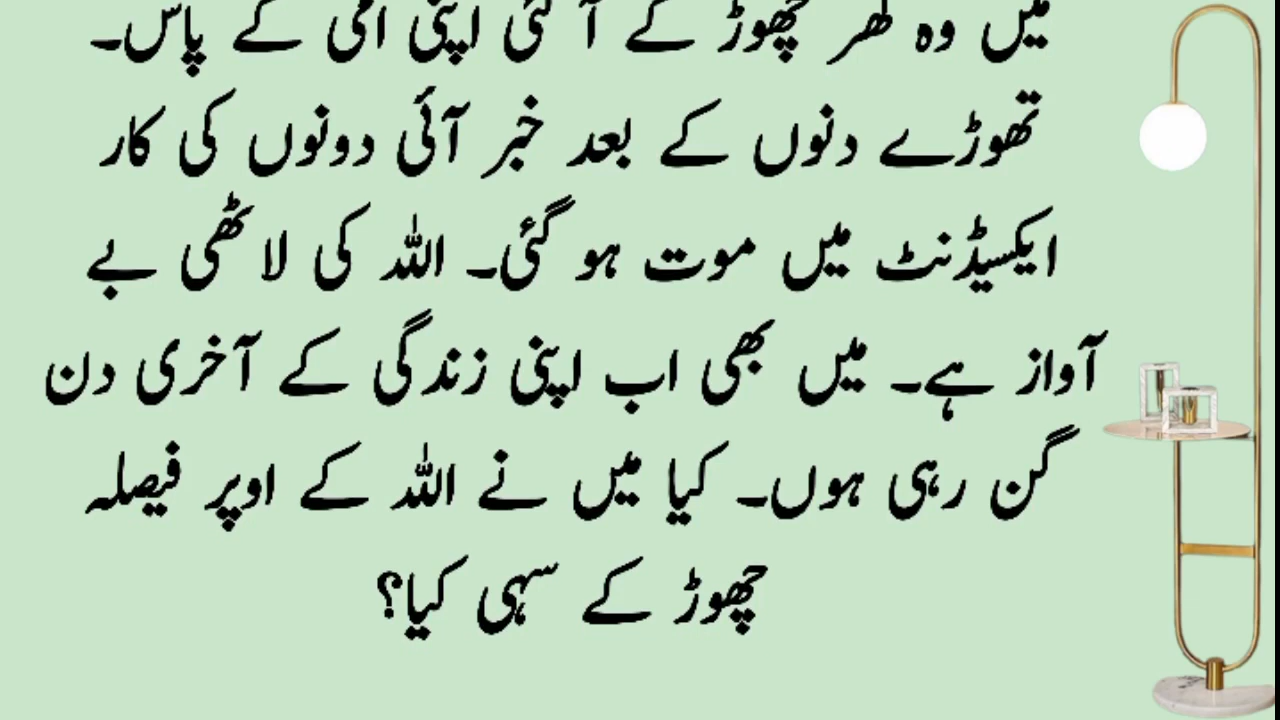 میں وہ گھر چھوڑ کے آ گئی اپنی امی کے پاس۔
تھوڑے دنوں کے بعد خبر آئی دونوں کی کار
ایکسیڈنٹ میں موت ہو گئی۔ اللہ کی لاٹھی بے
آواز ہے۔ میں بھی اب اپنی زندگی کے آخری دن
گن رہی ہوں۔ کیا میں نے اللہ کے اوپر فیصلہ
چھوڑ کے سہی کیا؟